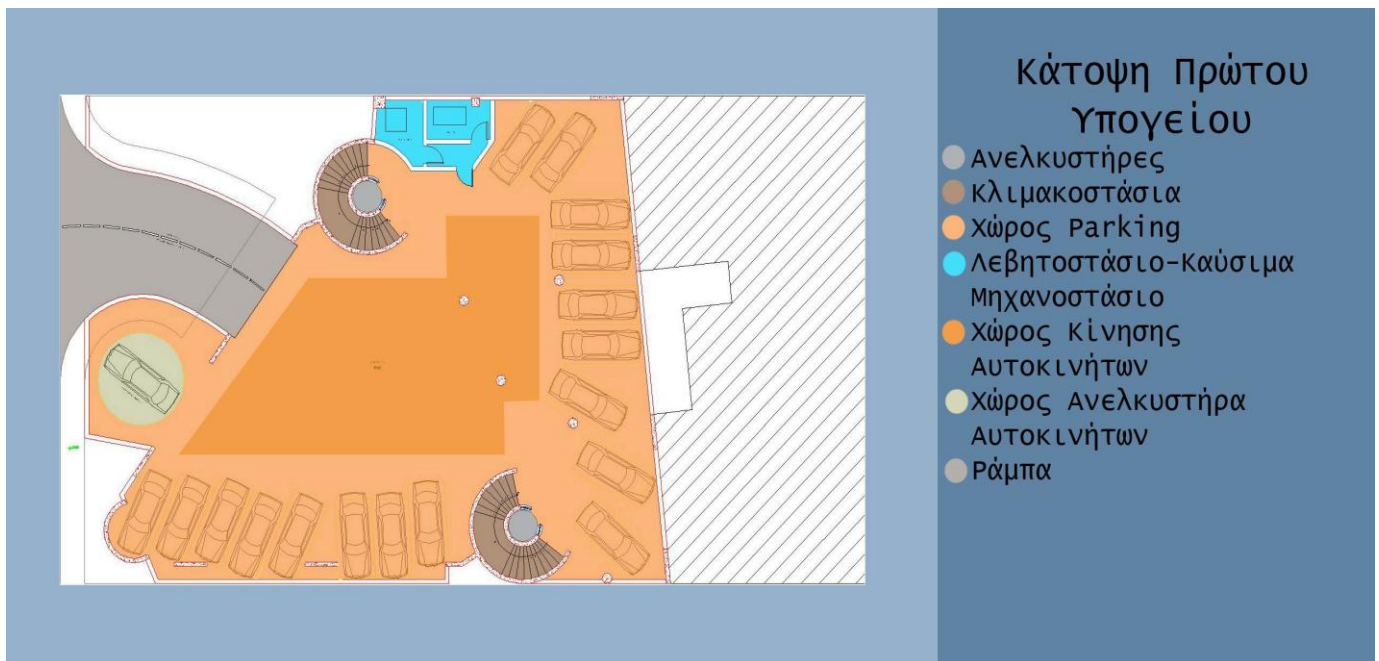 Κάτοψη Πρώτου
Υπογείου
Ανελκυστήρες
Κλιμακοστάσια
Χώρος Parking
Λεβητοστάσιο-Καύσιμα
Μηχανοστάσιο
Χώρος Κίνησης
Αυτοκινήτων
Χώρος Ανελκυστήρα
Αυτοκινήτων
Ράμπα